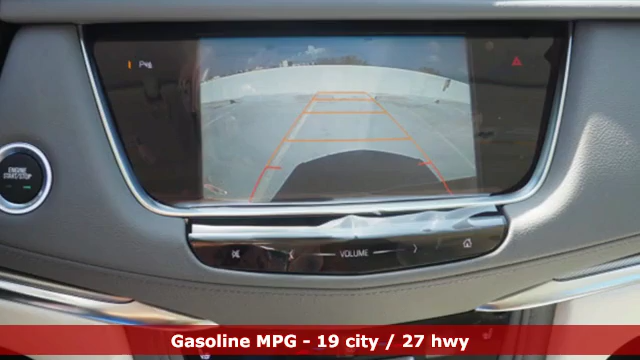 P
ENGINE
START/STOP
VOLUME
Gasoline MPG - 19 city / 27 hwy